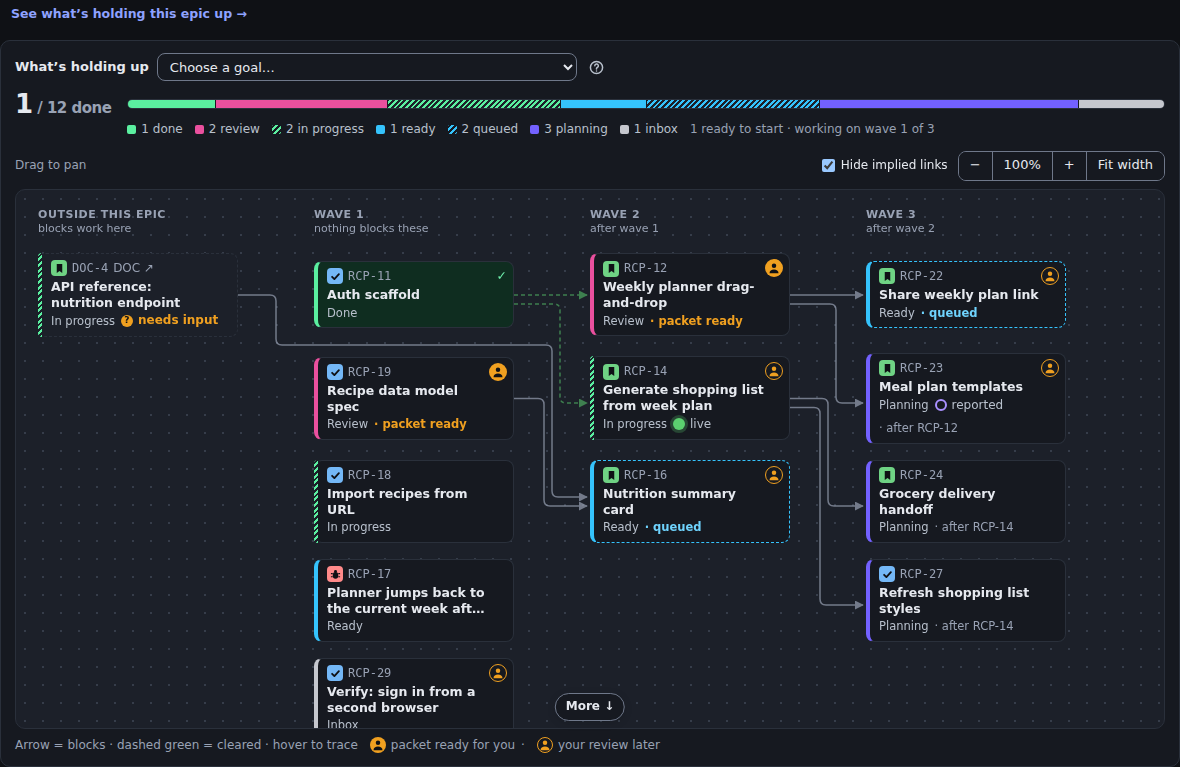 See what's holding this epic up →
What's holding up Choose a goal...
1 / 12 done
1 done 2 review 2 in progress 1 ready 2 queued 3 planning 1 inbox 1 ready to start · working on wave 1 of 3
Drag to pan
Hide implied links − 100% + Fit width
OUTSIDE THIS EPIC
blocks work here
DOC-4 DOC ↗
API reference:
nutrition endpoint
In progress ? needs input
WAVE 1
nothing blocks these
RCP-11 ✓
Auth scaffold
Done
RCP-19
Recipe data model
spec
Review · packet ready
RCP-18
Import recipes from
URL
In progress
RCP-17
Planner jumps back to
the current week aft…
Ready
RCP-29
Verify: sign in from a
second browser
Inbox
WAVE 2
after wave 1
RCP-12
Weekly planner drag-
and-drop
Review · packet ready
RCP-14
Generate shopping list
from week plan
In progress live
RCP-16
Nutrition summary
card
Ready · queued
WAVE 3
after wave 2
RCP-22
Share weekly plan link
Ready · queued
RCP-23
Meal plan templates
Planning reported
· after RCP-12
RCP-24
Grocery delivery
handoff
Planning · after RCP-14
RCP-27
Refresh shopping list
styles
Planning · after RCP-14
More ↓
Arrow = blocks · dashed green = cleared · hover to trace packet ready for you · your review later